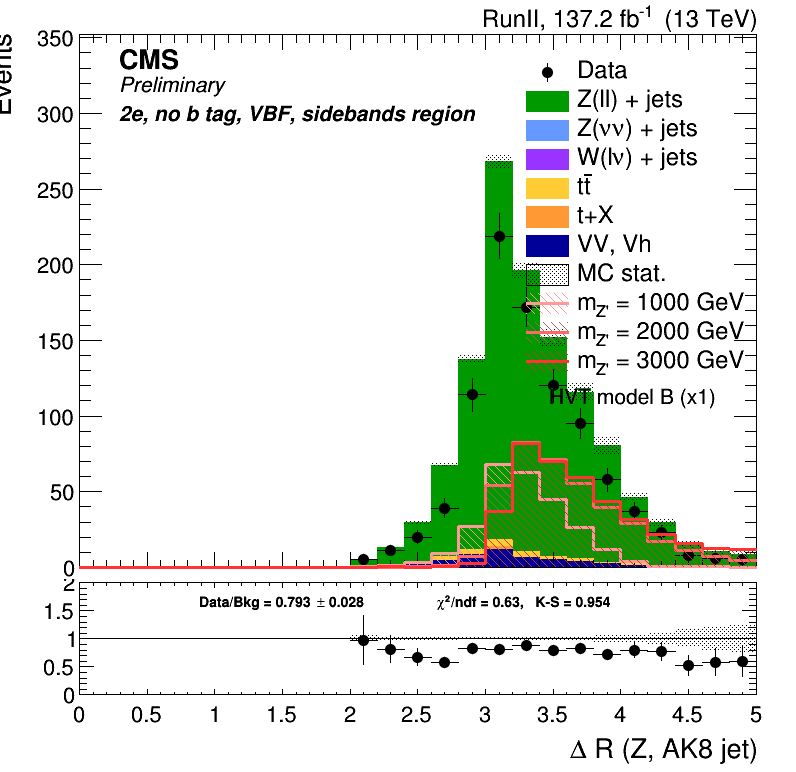 RunII, 137.2 fb⁻¹ (13 TeV)
Events
350
300
250
200
150
100
50
0
CMS
Preliminary
2e, no b tag, VBF, sidebands region
Data
Z(ll) + jets
Z(νν) + jets
W(lν) + jets
tt̄
t+X
VV, Vh
MC stat.
m_Z' = 1000 GeV
m_Z' = 2000 GeV
m_Z' = 3000 GeV
HVT model B (x1)
2
1.5
1
0.5
0
Data/Bkg = 0.793 ± 0.028
χ²/ndf = 0.63, K-S = 0.954
0 0.5 1 1.5 2 2.5 3 3.5 4 4.5 5
Δ R (Z, AK8 jet)